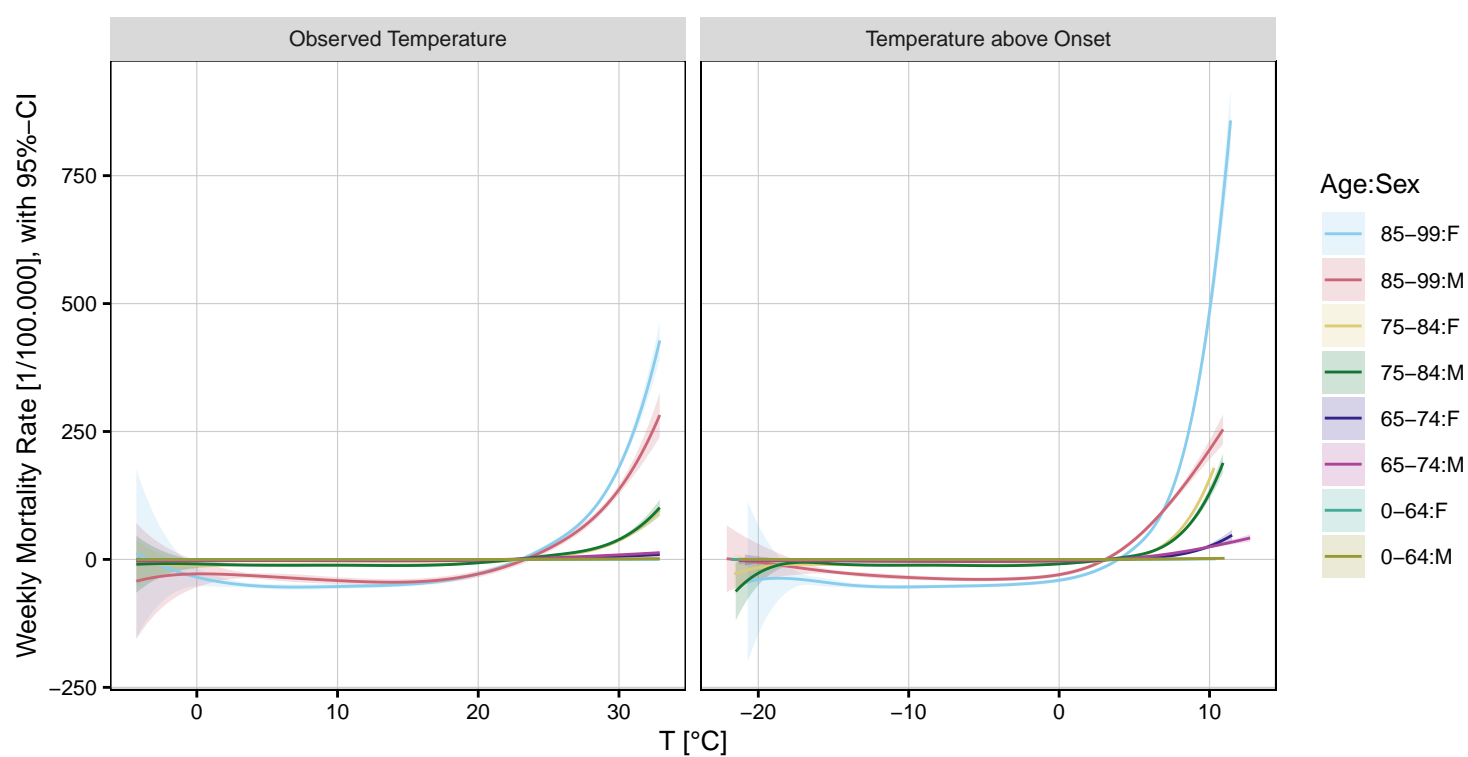 Observed Temperature
Temperature above Onset
Weekly Mortality Rate [1/100.000], with 95%−CI
750
500
250
0
−250
0 10 20 30
−20 −10 0 10
T [°C]
Age:Sex
85−99:F
85−99:M
75−84:F
75−84:M
65−74:F
65−74:M
0−64:F
0−64:M